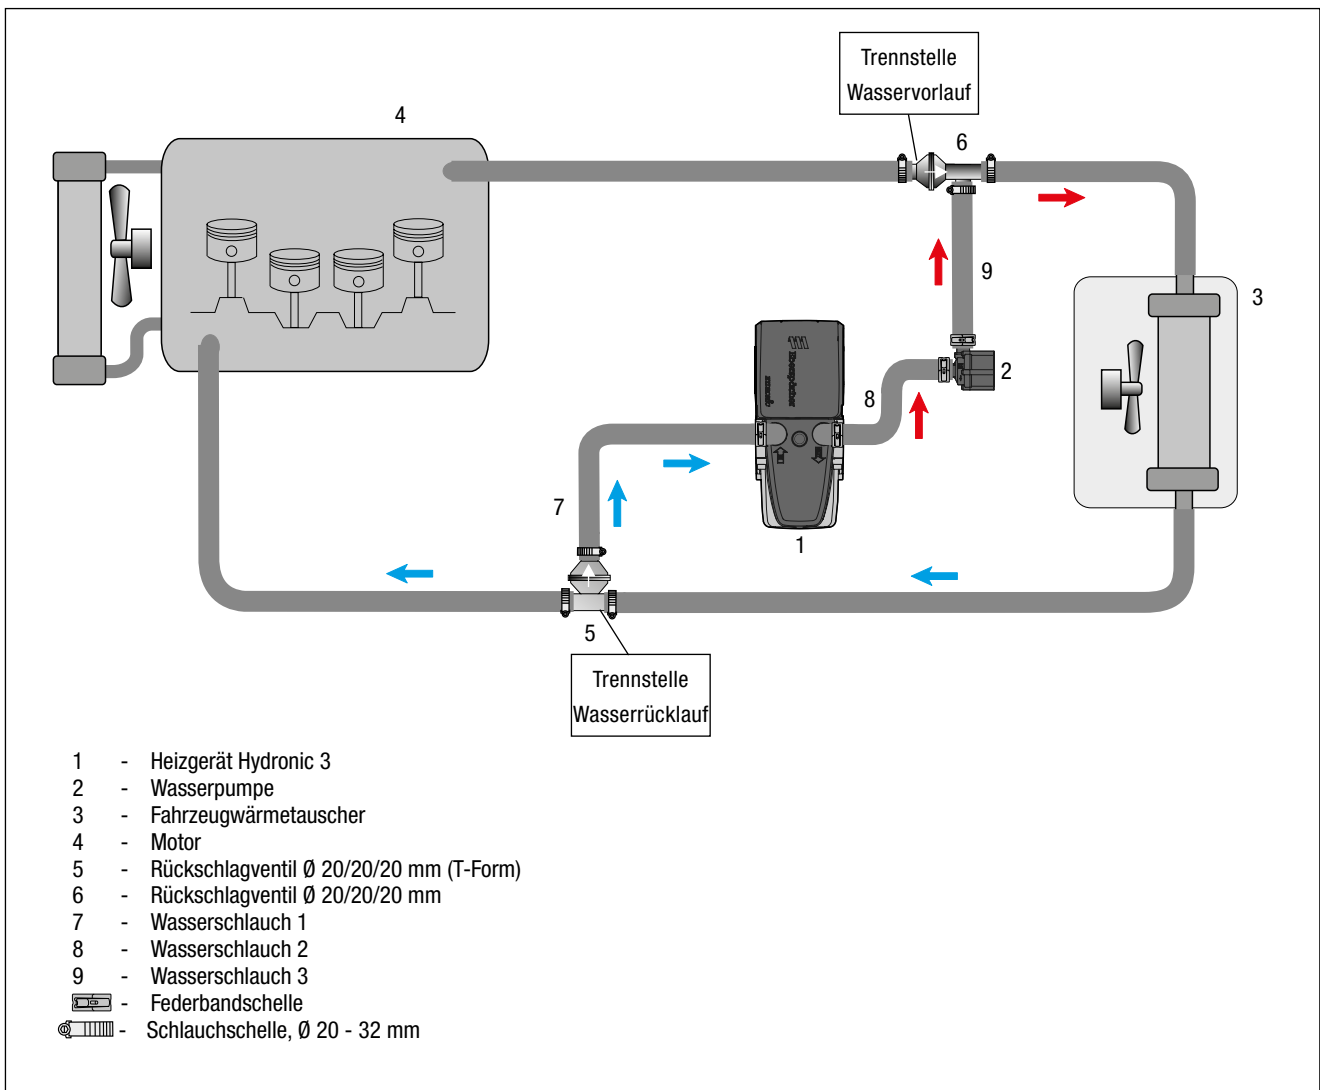 Trennstelle
Wasservorlauf
4
6
9
3
2
8
Eberspächer
7
1
5
Trennstelle
Wasserrücklauf
1 - Heizgerät Hydronic 3
2 - Wasserpumpe
3 - Fahrzeugwärmetauscher
4 - Motor
5 - Rückschlagventil Ø 20/20/20 mm (T-Form)
6 - Rückschlagventil Ø 20/20/20 mm
7 - Wasserschlauch 1
8 - Wasserschlauch 2
9 - Wasserschlauch 3
- Federbandschelle
- Schlauchschelle, Ø 20 - 32 mm